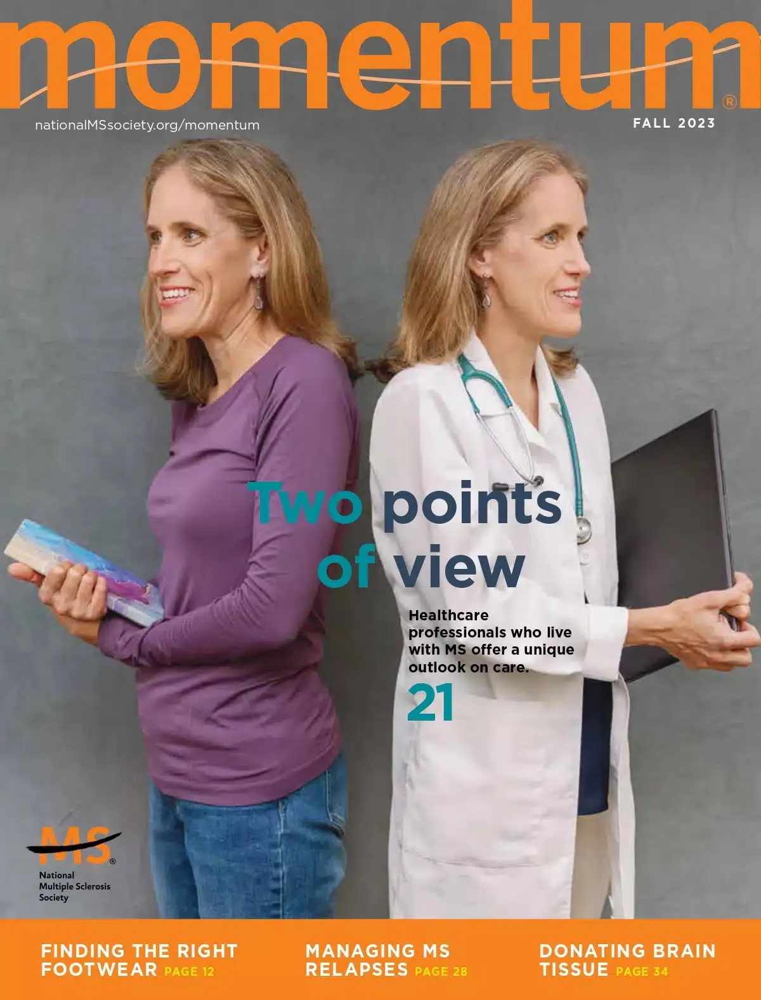 momentum®
nationalMSsociety.org/momentum
FALL 2023
Two points
of view
Healthcare
professionals who live
with MS offer a unique
outlook on care.
21
MS®
National
Multiple Sclerosis
Society
FINDING THE RIGHT
FOOTWEAR PAGE 12
MANAGING MS
RELAPSES PAGE 28
DONATING BRAIN
TISSUE PAGE 34